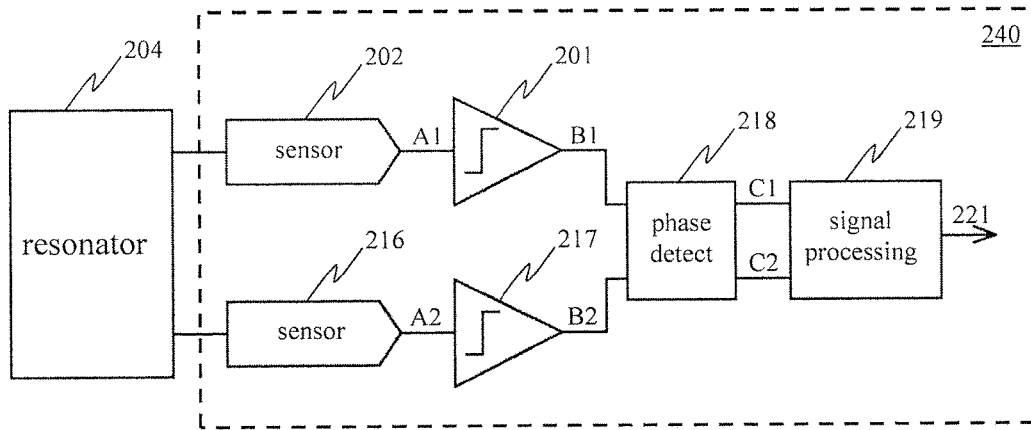 240
204
202
201
sensor
A1
B1
218
219
C1
phase
detect
signal
processing
221
resonator
216
217
C2
sensor
A2
B2